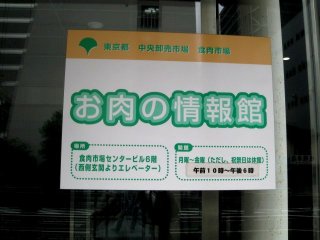 東京都 中央卸売市場 食肉市場
お肉の情報館
場所
食肉市場センタービル6階
(西側玄関よりエレベーター)
月曜～金曜(ただし、祝祭日は休館)
午前10時～午後6時